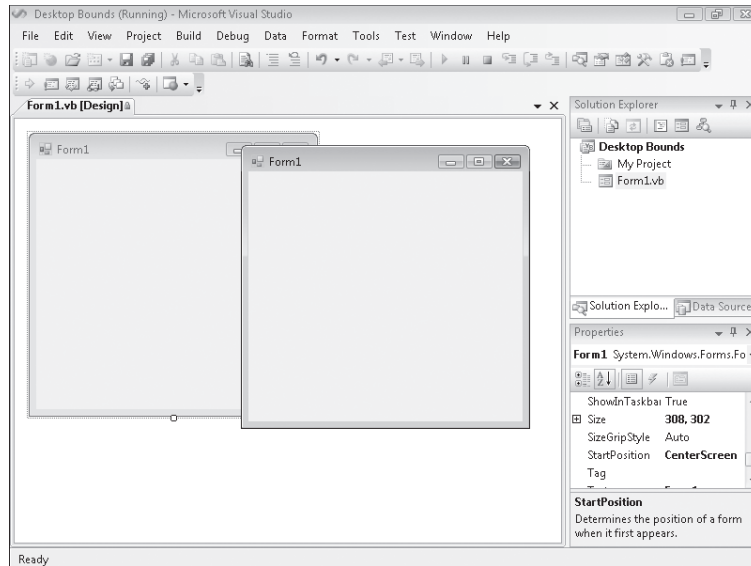 Desktop Bounds (Running) - Microsoft Visual Studio
File Edit View Project Build Debug Data Format Tools Test Window Help
Form1.vb [Design]
Form1
Form1
Solution Explorer
Desktop Bounds
My Project
Form1.vb
Solution Explo... Data Source
Properties
Form1 System.Windows.Forms.Fo
ShowInTaskbar True
Size 308, 302
SizeGripStyle Auto
StartPosition CenterScreen
Tag
StartPosition
Determines the position of a form
when it first appears.
Ready